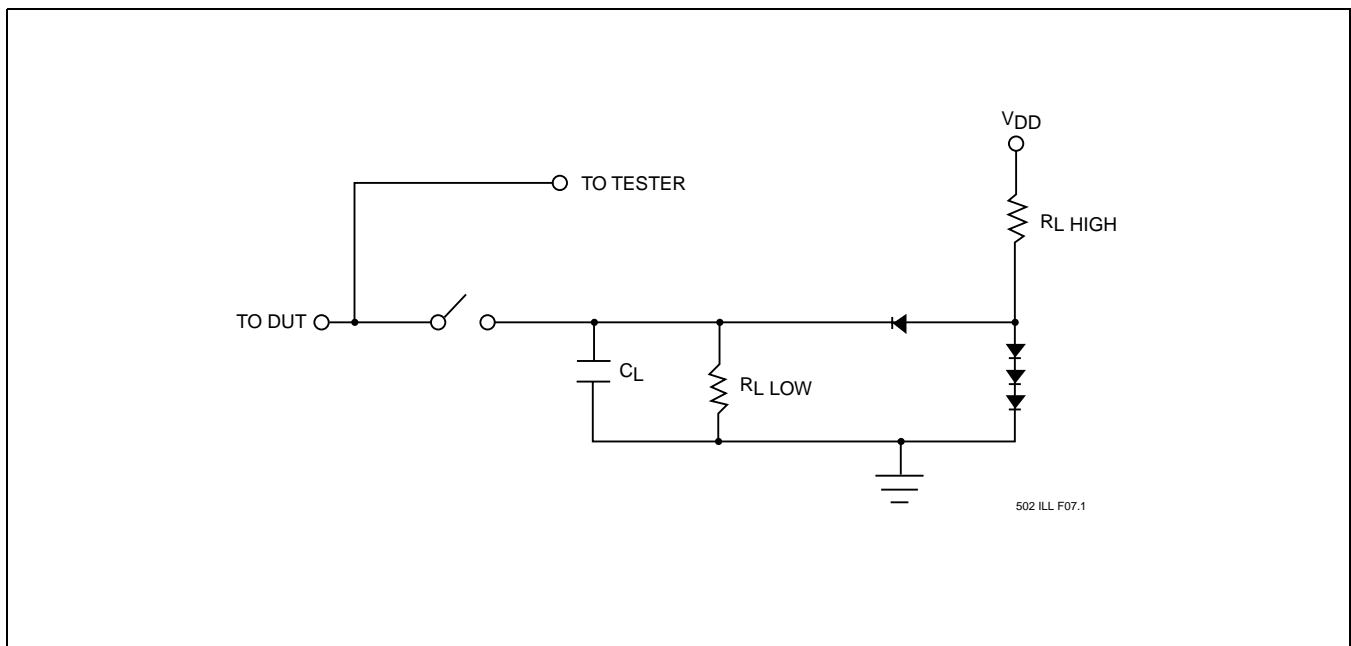 VDD
TO TESTER
RL HIGH
TO DUT
CL
RL LOW
502 ILL F07.1